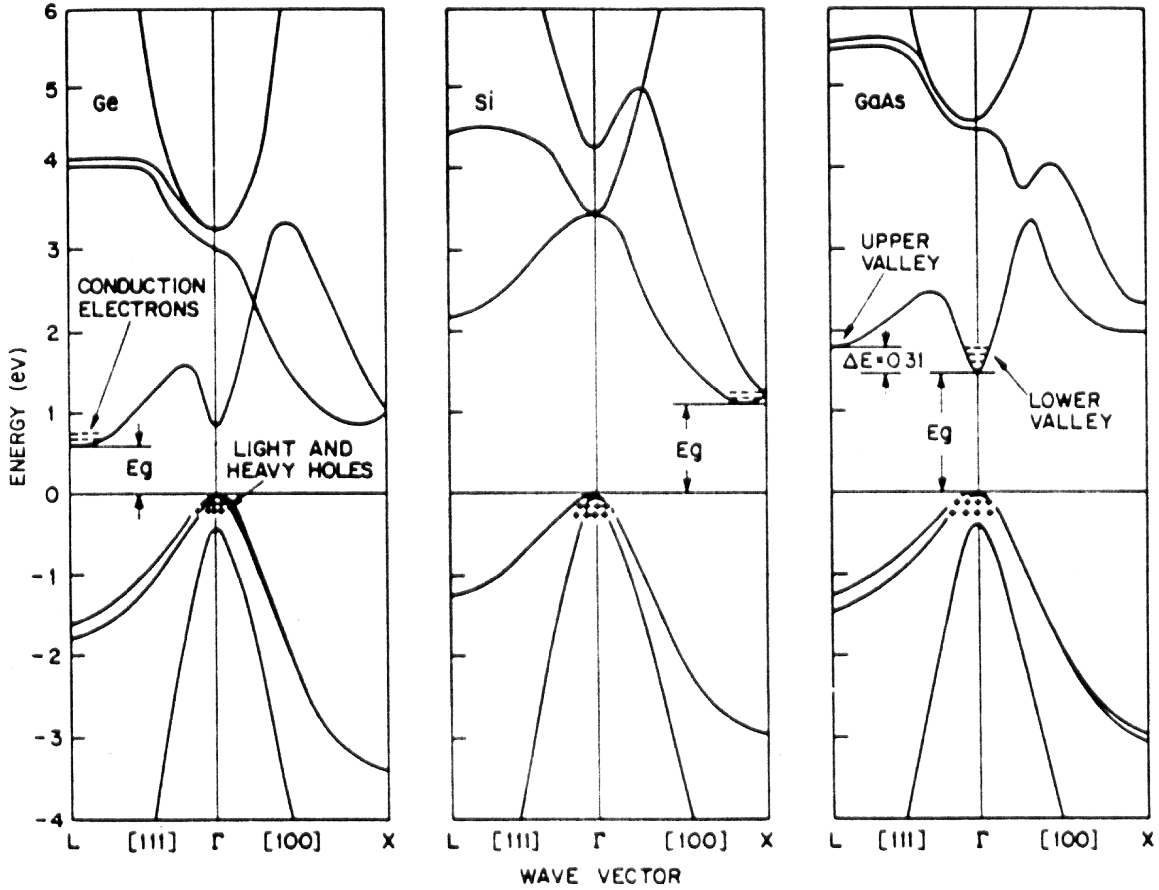 6
5
4
3
2
1
0
-1
-2
-3
-4
ENERGY (eV)
Ge
CONDUCTION
ELECTRONS
Eg
LIGHT AND
HEAVY HOLES
L [111] Γ [100] X
Si
Eg
L [111] Γ [100] X
GaAs
UPPER
VALLEY
ΔE=0.31
LOWER
VALLEY
Eg
L [111] Γ [100] X
WAVE VECTOR